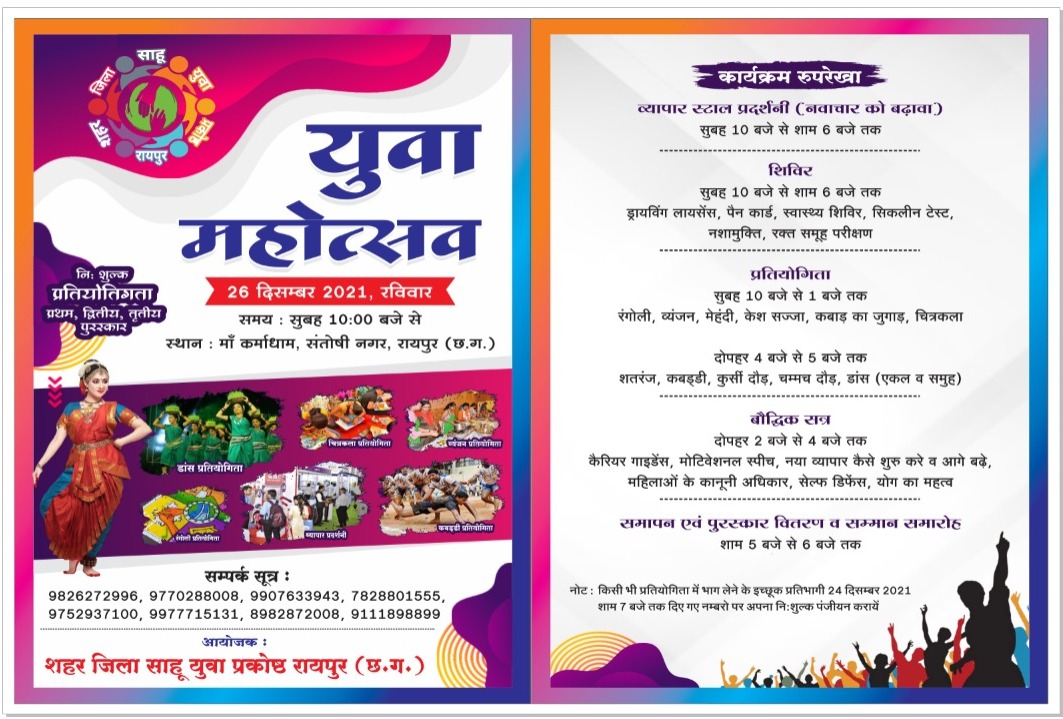 शहर जिला साहू युवा प्रकोष्ठ
रायपुर
युवा
महोत्सव
26 दिसम्बर 2021, रविवार
समय : सुबह 10:00 बजे से
स्थान : माँ कर्माधाम, संतोषी नगर, रायपुर (छ.ग.)
नि: शुल्क
प्रतियोतिगता
प्रथम, द्वितीय, तृतीय
पुरस्कार
डांस प्रतियोगिता
चित्रकला प्रतियोगिता
व्यंजन प्रतियोगिता
रंगोली प्रतियोगिता
व्यापार प्रदर्शनी
कबड्डी प्रतियोगिता
सम्पर्क सूत्र :
9826272996, 9770288008, 9907633943, 7828801555,
9752937100, 9977715131, 8982872008, 9111898899
आयोजक :
शहर जिला साहू युवा प्रकोष्ठ रायपुर (छ.ग.)
कार्यक्रम रुपरेखा
व्यापार स्टाल प्रदर्शनी (नवाचार को बढ़ावा)
सुबह 10 बजे से शाम 6 बजे तक
शिविर
सुबह 10 बजे से शाम 6 बजे तक
ड्रायविंग लायसेंस, पैन कार्ड, स्वास्थ्य शिविर, सिकलीन टेस्ट,
नशामुक्ति, रक्त समूह परीक्षण
प्रतियोगिता
सुबह 10 बजे से 1 बजे तक
रंगोली, व्यंजन, मेहंदी, केश सज्जा, कबाड़ का जुगाड़, चित्रकला
दोपहर 4 बजे से 5 बजे तक
शतरंज, कबड्डी, कुर्सी दौड़, चम्मच दौड़, डांस (एकल व समुह)
बौद्धिक सत्र
दोपहर 2 बजे से 4 बजे तक
कैरियर गाइडेंस, मोटिवेशनल स्पीच, नया व्यापार कैसे शुरु करे व आगे बढ़े,
महिलाओं के कानूनी अधिकार, सेल्फ डिफेंस, योग का महत्व
समापन एवं पुरस्कार वितरण व सम्मान समारोह
शाम 5 बजे से 6 बजे तक
नोट : किसी भी प्रतियोगिता में भाग लेने के इच्छूक प्रतिभागी 24 दिसम्बर 2021
शाम 7 बजे तक दिए गए नम्बरो पर अपना नि:शुल्क पंजीयन करायें